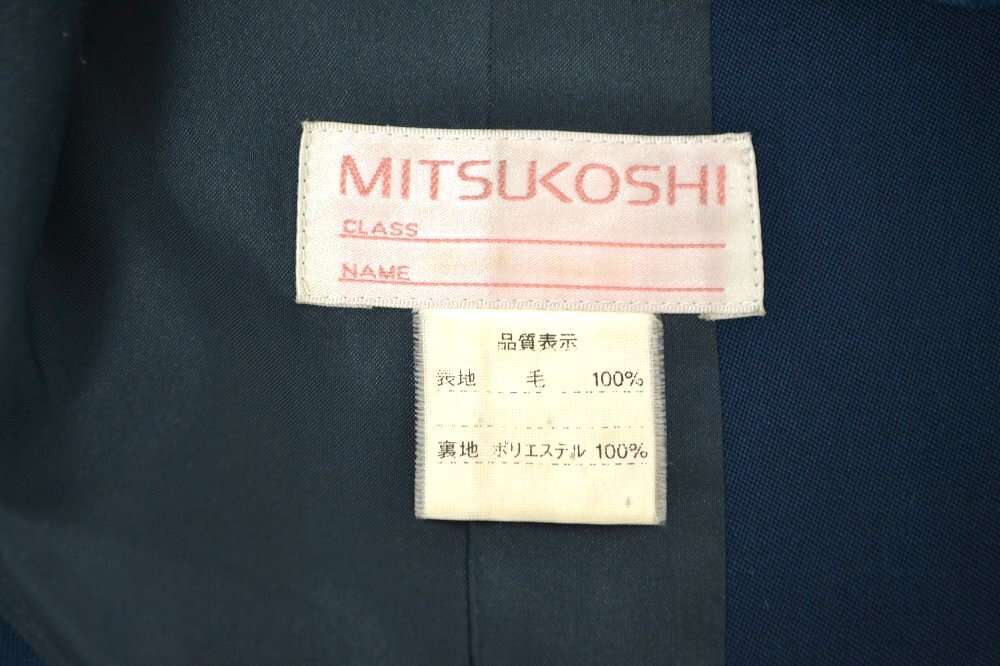 MITSUKOSHI
CLASS
NAME
品質表示
表地 毛 100%
裏地 ポリエステル 100%